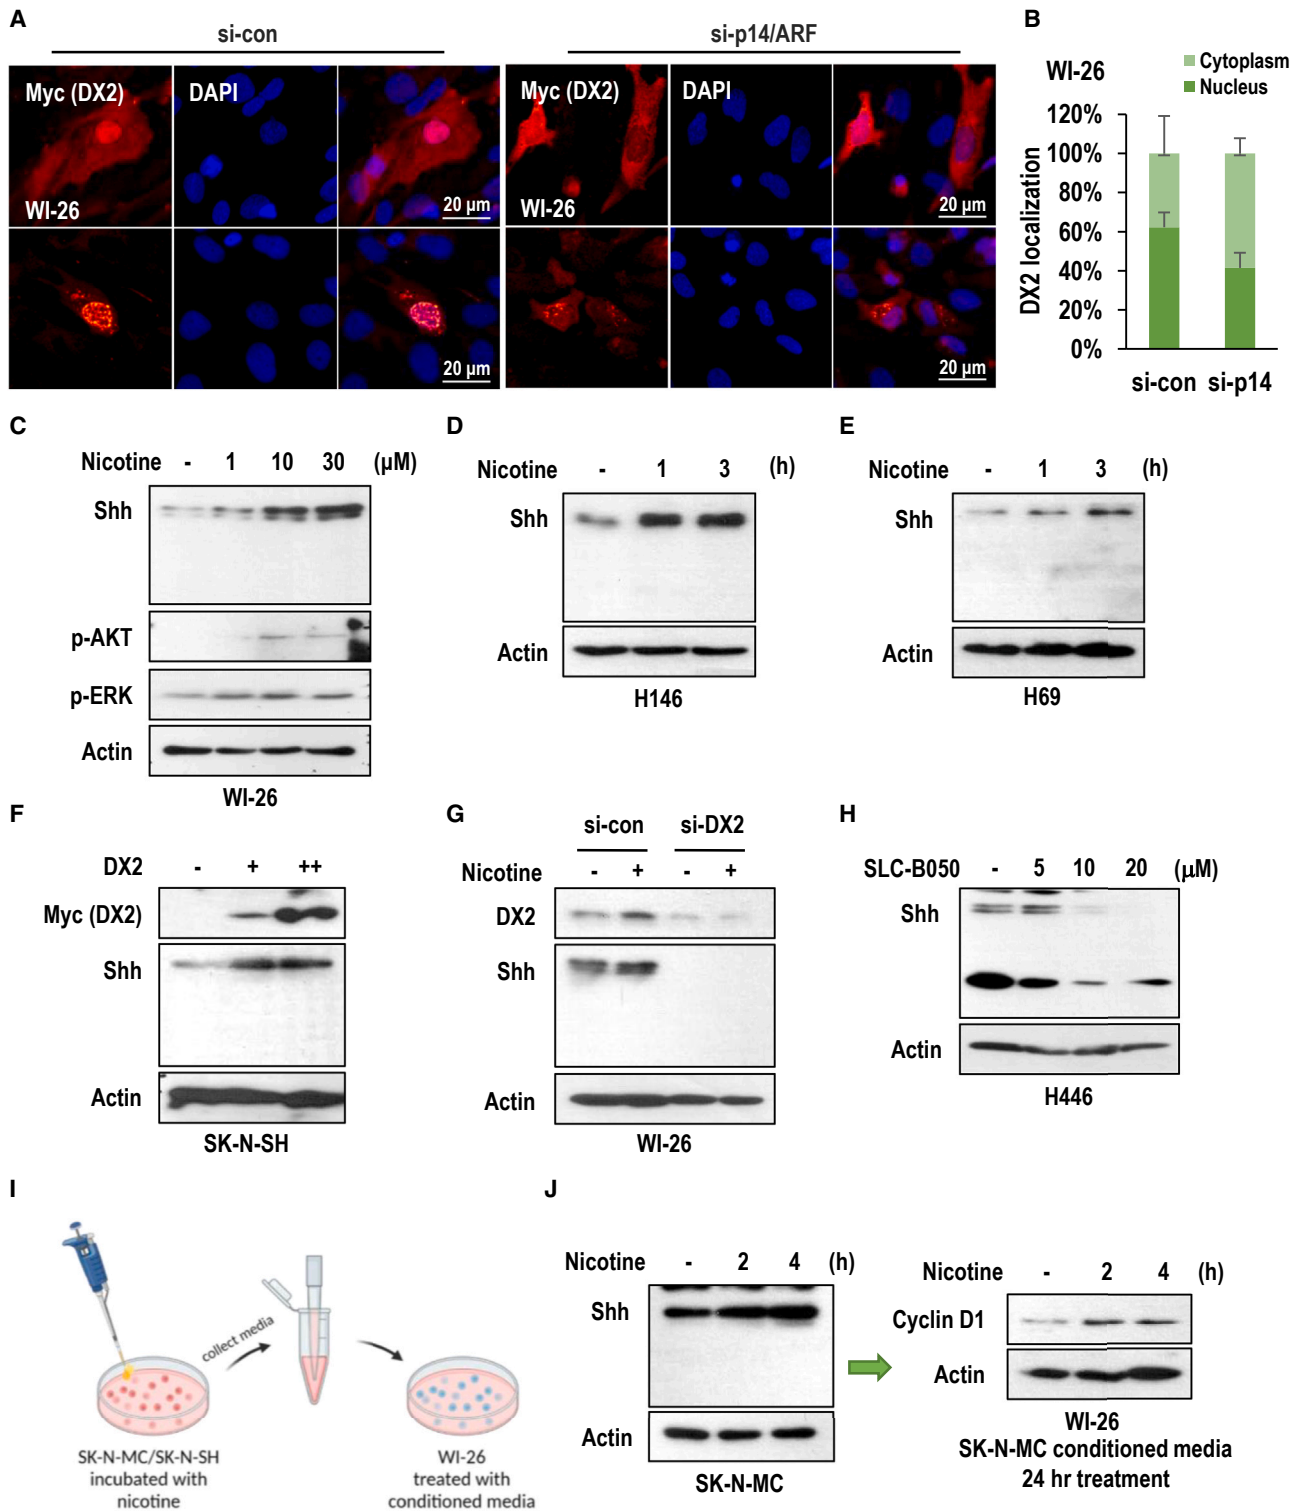 A
si-con
si-p14/ARF
Myc (DX2)
DAPI
WI-26
20 µm
20 µm
Myc (DX2)
DAPI
WI-26
20 µm
20 µm
B
WI-26
Cytoplasm
Nucleus
DX2 localization
120%
100%
80%
60%
40%
20%
0%
si-con si-p14
C
Nicotine - 1 10 30 (µM)
Shh
p-AKT
p-ERK
Actin
WI-26
D
Nicotine - 1 3 (h)
Shh
Actin
H146
E
Nicotine - 1 3 (h)
Shh
Actin
H69
F
DX2 - + ++
Myc (DX2)
Shh
Actin
SK-N-SH
G
si-con si-DX2
Nicotine - + - +
DX2
Shh
Actin
WI-26
H
SLC-B050 - 5 10 20 (µM)
Shh
Actin
H446
I
collect media
SK-N-MC/SK-N-SH
incubated with
nicotine
WI-26
treated with
conditioned media
J
Nicotine - 2 4 (h)
Shh
Actin
SK-N-MC
Nicotine - 2 4 (h)
Cyclin D1
Actin
WI-26
SK-N-MC conditioned media
24 hr treatment